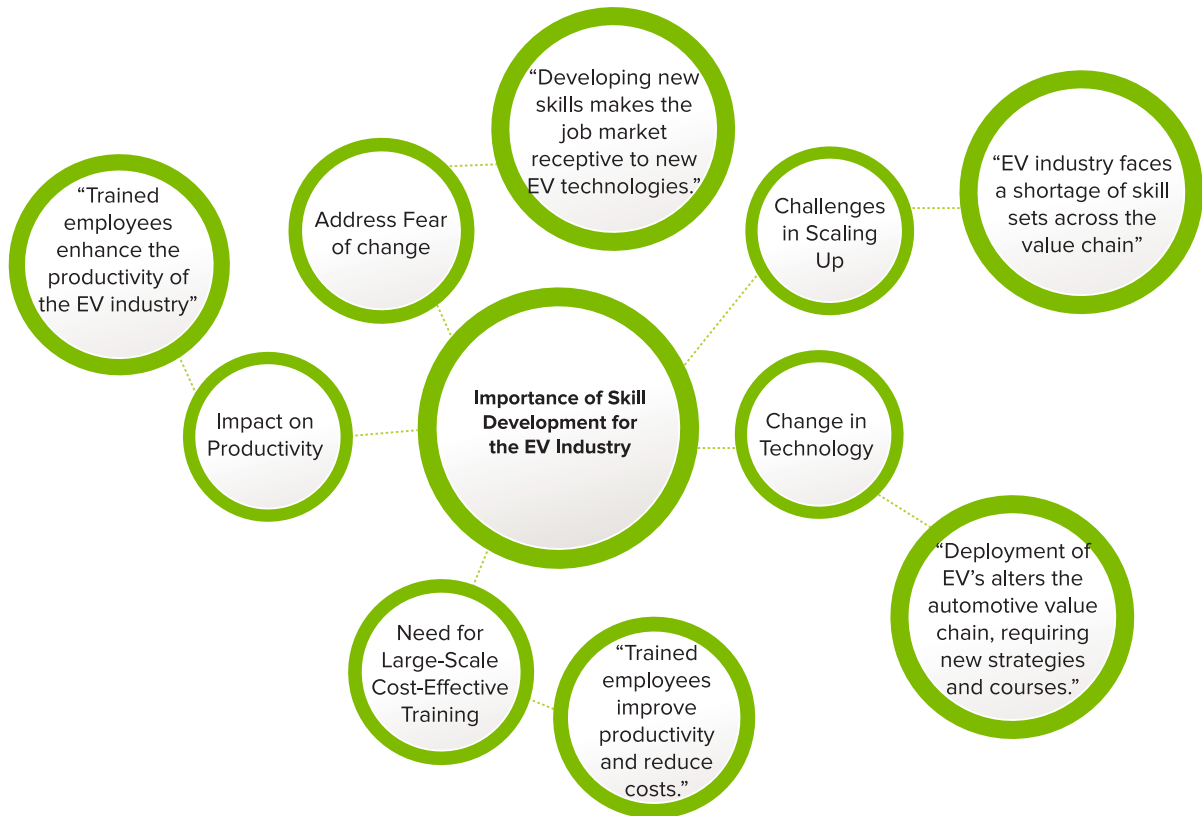 “Developing new
skills makes the
job market
receptive to new
EV technologies.”
“EV industry faces
a shortage of skill
sets across the
value chain”
“Trained
employees
enhance the
productivity of
the EV industry”
Address Fear
of change
Challenges
in Scaling
Up
Importance of Skill
Development for
the EV Industry
Impact on
Productivity
Change in
Technology
“Deployment of
EV’s alters the
automotive value
chain, requiring
new strategies
and courses.”
Need for
Large-Scale
Cost-Effective
Training
“Trained
employees
improve
productivity
and reduce
costs.”